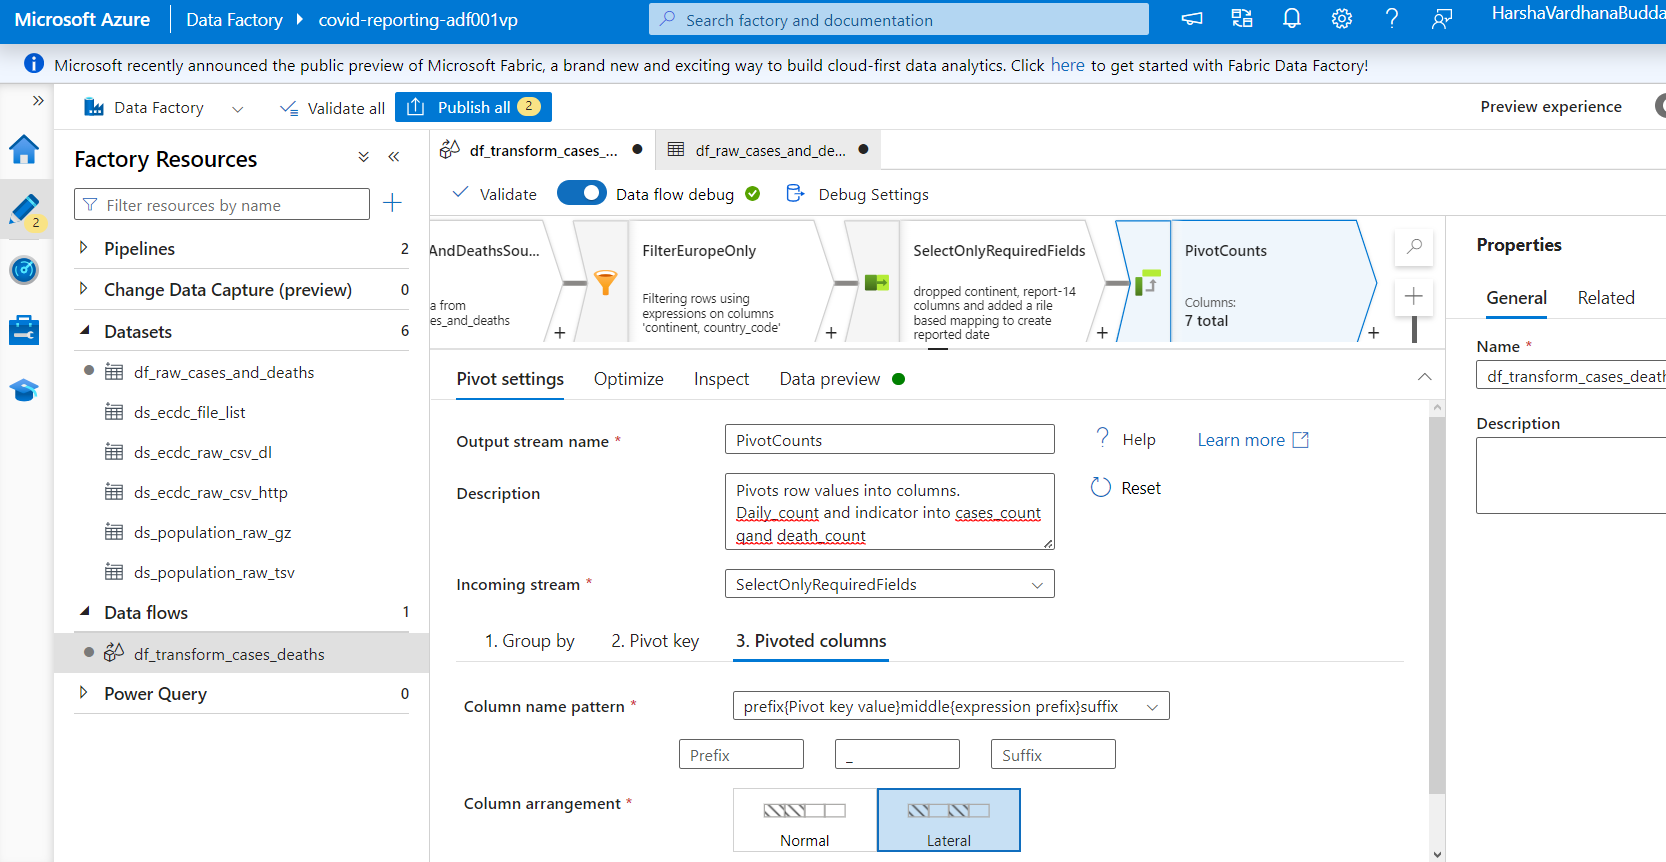 Microsoft Azure
Data Factory
covid-reporting-adf001vp
Search factory and documentation
HarshaVardhanaBudda
Microsoft recently announced the public preview of Microsoft Fabric, a brand new and exciting way to build cloud-first data analytics. Click here to get started with Fabric Data Factory!
Data Factory
Validate all
Publish all 2
Preview experience
2
Factory Resources
Filter resources by name
Pipelines 2
Change Data Capture (preview) 0
Datasets 6
df_raw_cases_and_deaths
ds_ecdc_file_list
ds_ecdc_raw_csv_dl
ds_ecdc_raw_csv_http
ds_population_raw_gz
ds_population_raw_tsv
Data flows 1
df_transform_cases_deaths
Power Query 0
df_transform_cases_...
df_raw_cases_and_de...
Validate
Data flow debug
Debug Settings
AndDeathsSou...
a from
es_and_deaths
+
FilterEuropeOnly
Filtering rows using
expressions on columns
'continent, country_code'
+
SelectOnlyRequiredFields
dropped continent, report-14
columns and added a rile
based mapping to create
reported date
+
PivotCounts
Columns:
7 total
+
Pivot settings
Optimize
Inspect
Data preview
Output stream name *
PivotCounts
? Help
Learn more
Description
Pivots row values into columns.
Daily_count and indicator into cases_count
qand death_count
Reset
Incoming stream *
SelectOnlyRequiredFields
1. Group by
2. Pivot key
3. Pivoted columns
Column name pattern *
prefix{Pivot key value}middle{expression prefix}suffix
Prefix
_
Suffix
Column arrangement *
Normal
Lateral
Properties
General
Related
Name *
df_transform_cases_death
Description